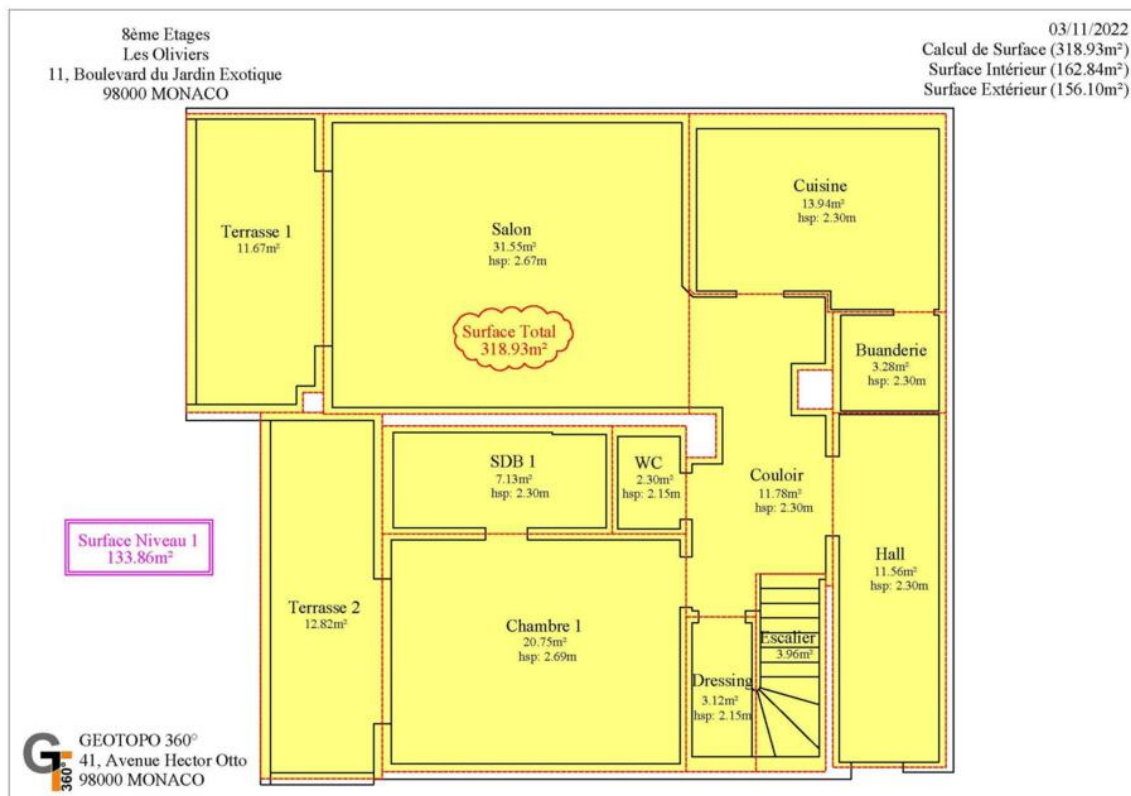 8ème Etages
Les Oliviers
11, Boulevard du Jardin Exotique
98000 MONACO
03/11/2022
Calcul de Surface (318.93m²)
Surface Intérieur (162.84m²)
Surface Extérieur (156.10m²)
Terrasse 1
11.67m²
Salon
31.55m²
hsp: 2.67m
Cuisine
13.94m²
hsp: 2.30m
Surface Total
318.93m²
Buanderie
3.28m²
hsp: 2.30m
SDB 1
7.13m²
hsp: 2.30m
WC
2.30m²
hsp: 2.15m
Couloir
11.78m²
hsp: 2.30m
Surface Niveau 1
133.86m²
Hall
11.56m²
hsp: 2.30m
Terrasse 2
12.82m²
Chambre 1
20.75m²
hsp: 2.69m
Escalier
3.96m²
Dressing
3.12m²
hsp: 2.15m
GT 360°
GEOTOPO 360°
41, Avenue Hector Otto
98000 MONACO